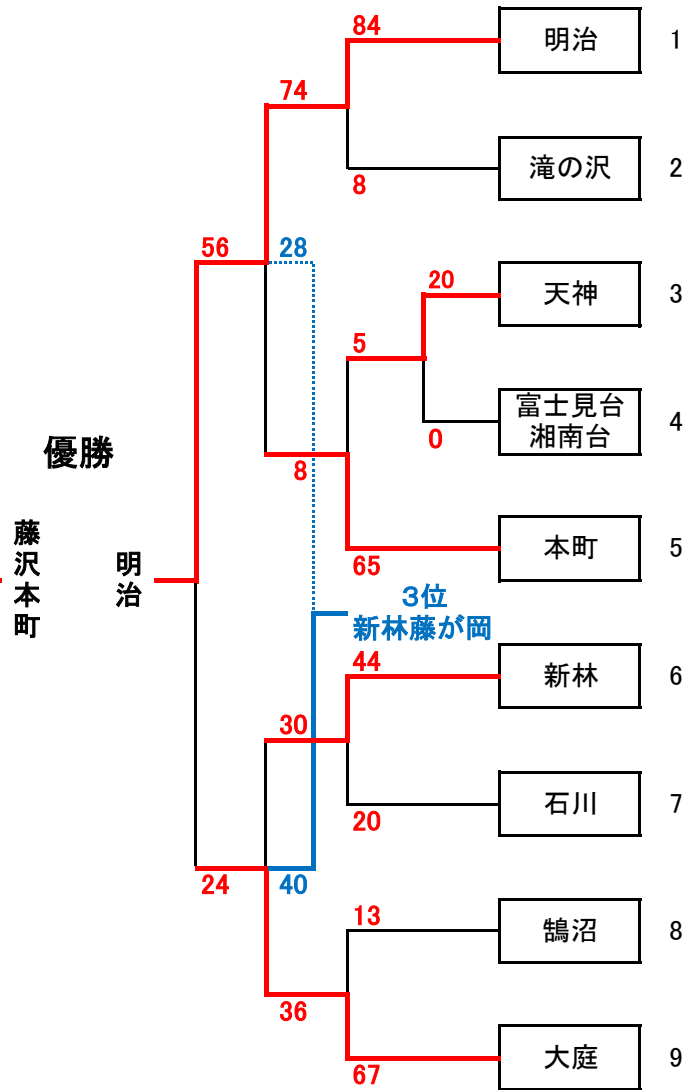 84
明治 1
74
8
滝の沢 2
56
28
20
天神 3
5
0
富士見台
湘南台 4
優勝
8
藤沢本町
明治
65
本町 5
3位
新林藤が岡
44
新林 6
30
20
石川 7
24
40
13
鵠沼 8
36
67
大庭 9